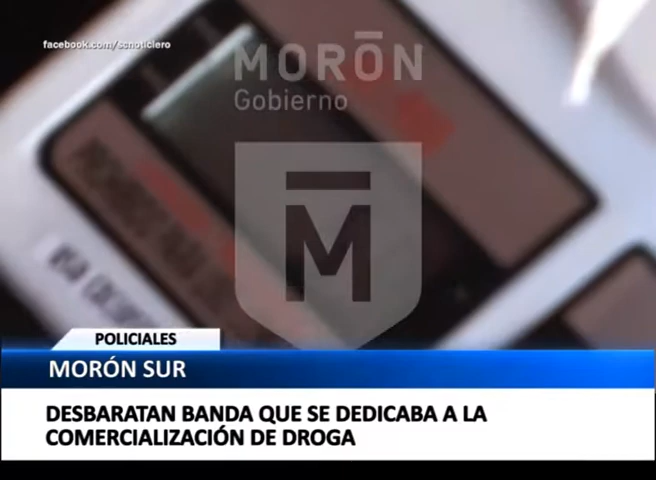 facebook.com/scnoticiero
MORÓN
Gobierno
M
POLICIALES
MORÓN SUR
DESBARATAN BANDA QUE SE DEDICABA A LA
COMERCIALIZACIÓN DE DROGA